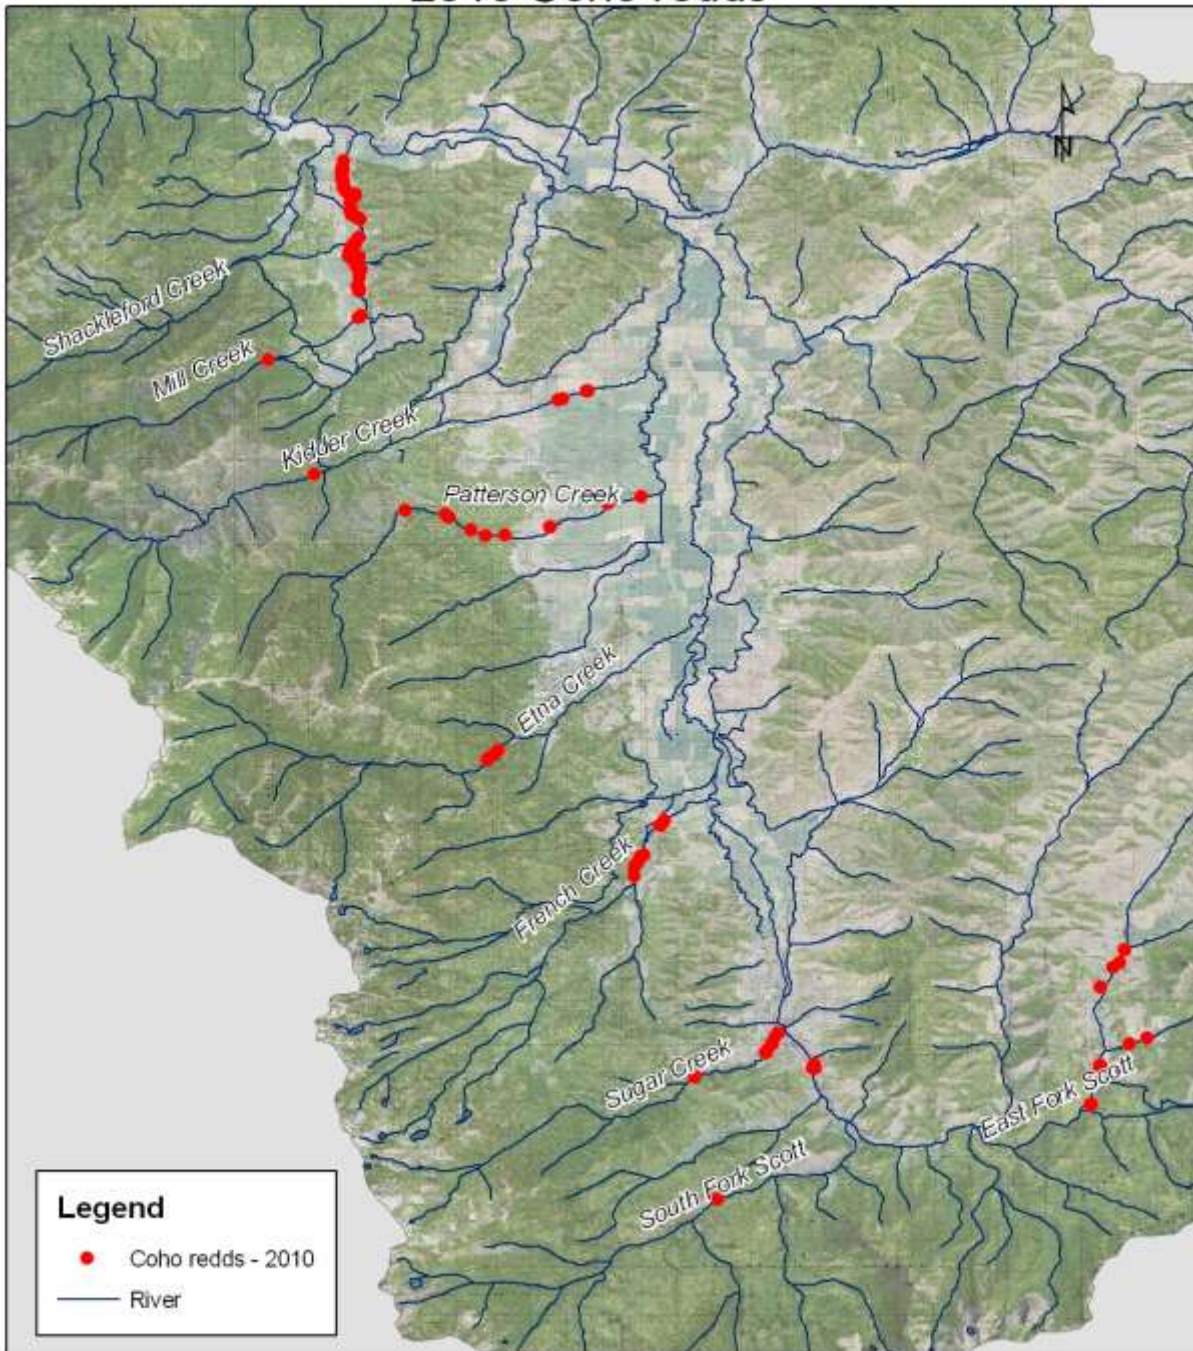 Shackleford Creek
Mill Creek
Kidder Creek
Patterson Creek
Etna Creek
French Creek
Sugar Creek
East Fork Scott
South Fork Scott
N
Legend
Coho redds - 2010
River